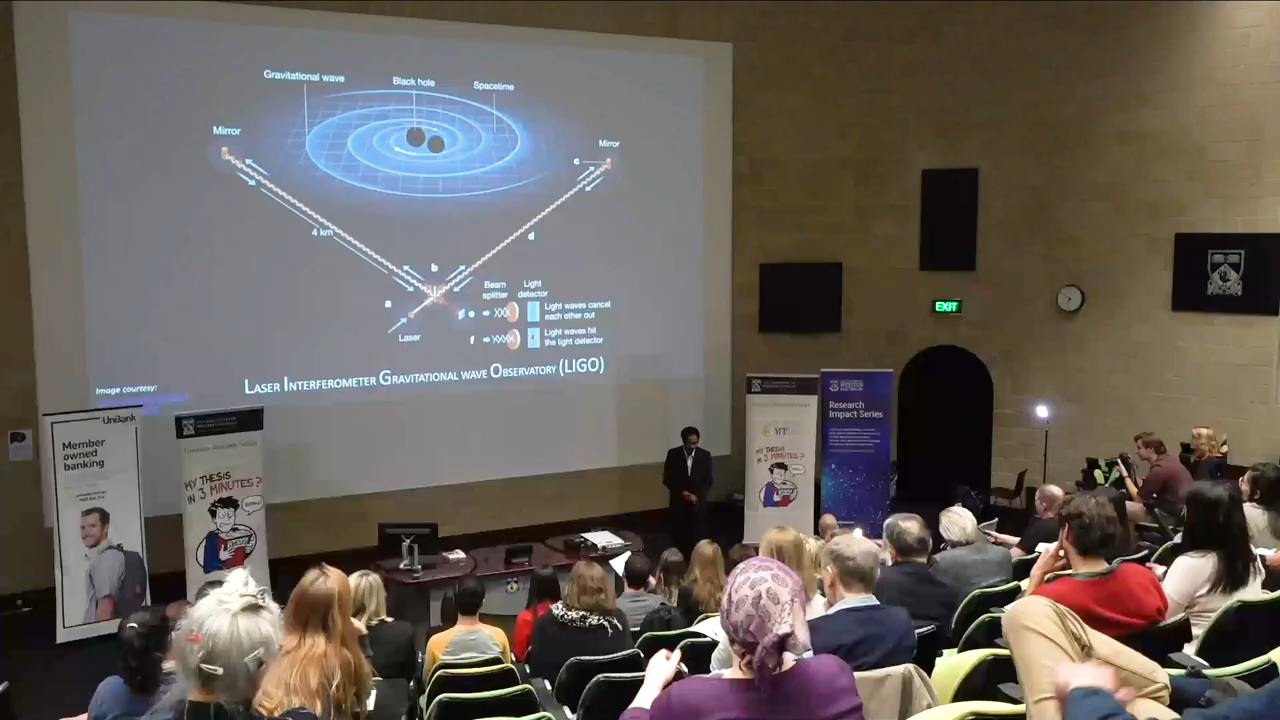 Gravitational wave
Black hole
Spacetime
Mirror
Mirror
c
4 km
d
b
a
Laser
Beam
splitter
Light
detector
e
Light waves cancel
each other out
f
Light waves hit
the light detector
LASER INTERFEROMETER GRAVITATIONAL WAVE OBSERVATORY (LIGO)
Image courtesy:
UniBank
Member
owned
banking
MY THESIS
IN 3 MINUTES?
3MT
MY THESIS
IN 3 MINUTES?
Research
Impact Series
EXIT